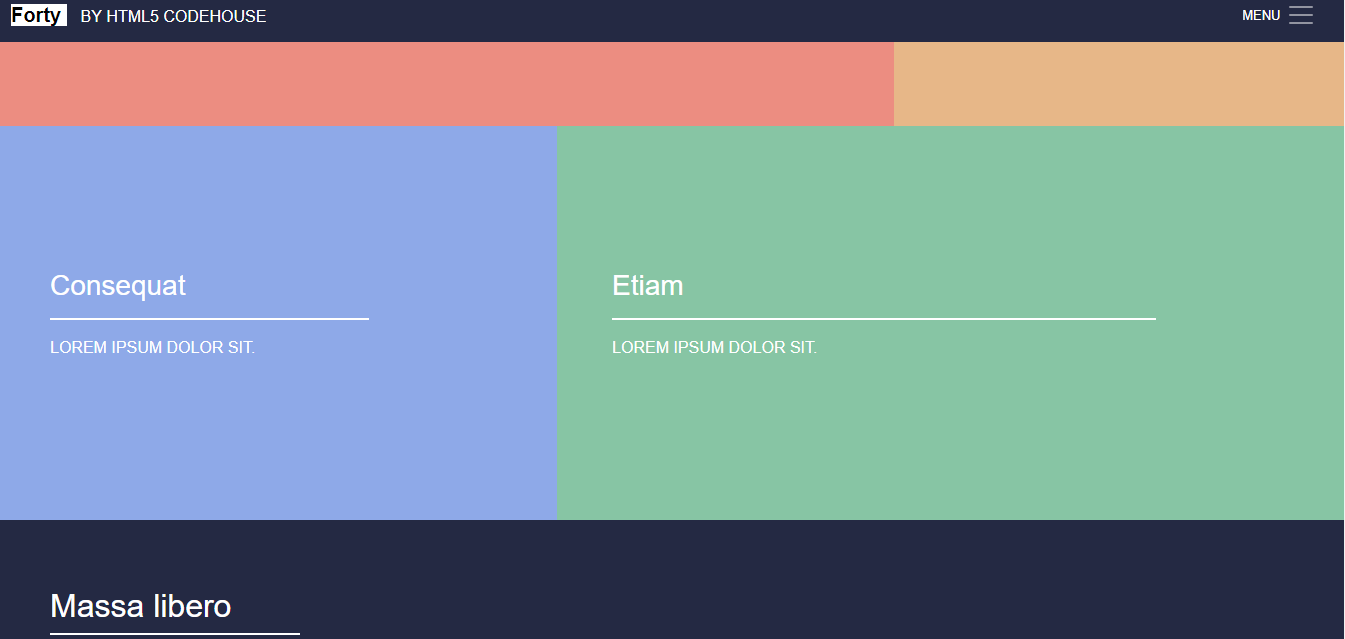 Forty BY HTML5 CODEHOUSE
MENU
Consequat
LOREM IPSUM DOLOR SIT.
Etiam
LOREM IPSUM DOLOR SIT.
Massa libero